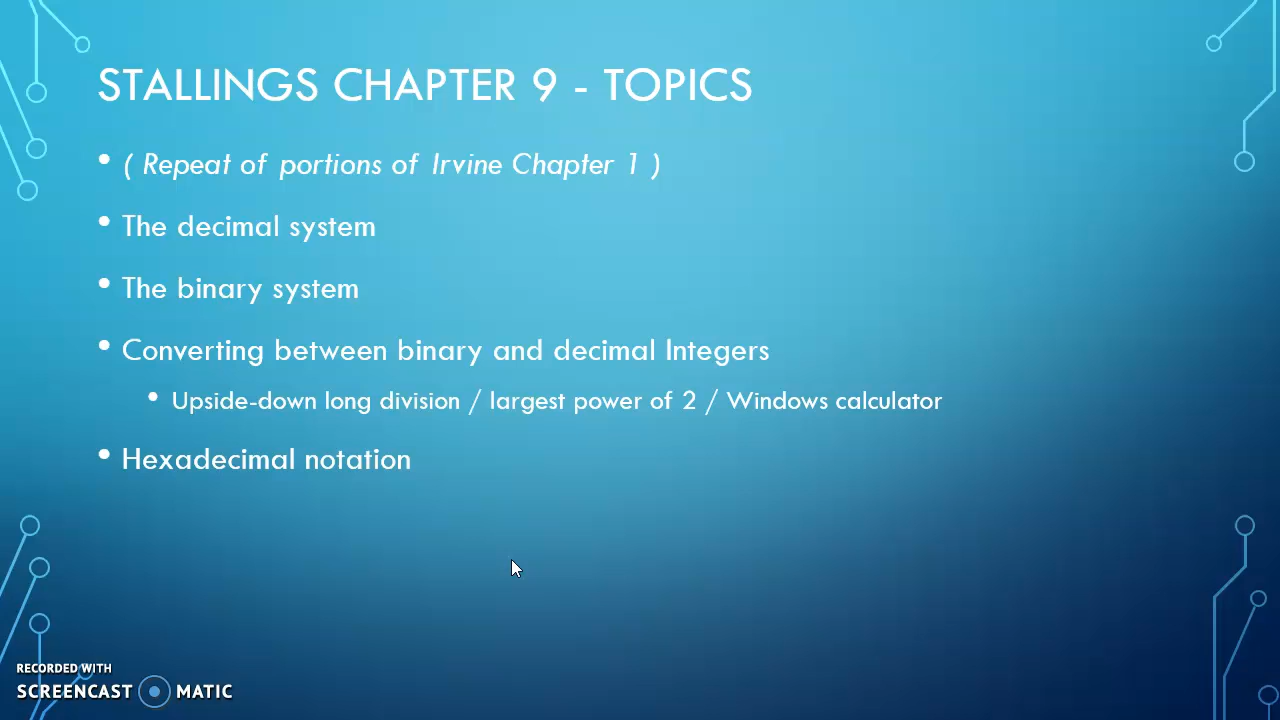 STALLINGS CHAPTER 9 - TOPICS
• ( Repeat of portions of Irvine Chapter 1 )
• The decimal system
• The binary system
• Converting between binary and decimal Integers
• Upside-down long division / largest power of 2 / Windows calculator
• Hexadecimal notation
RECORDED WITH
SCREENCAST MATIC